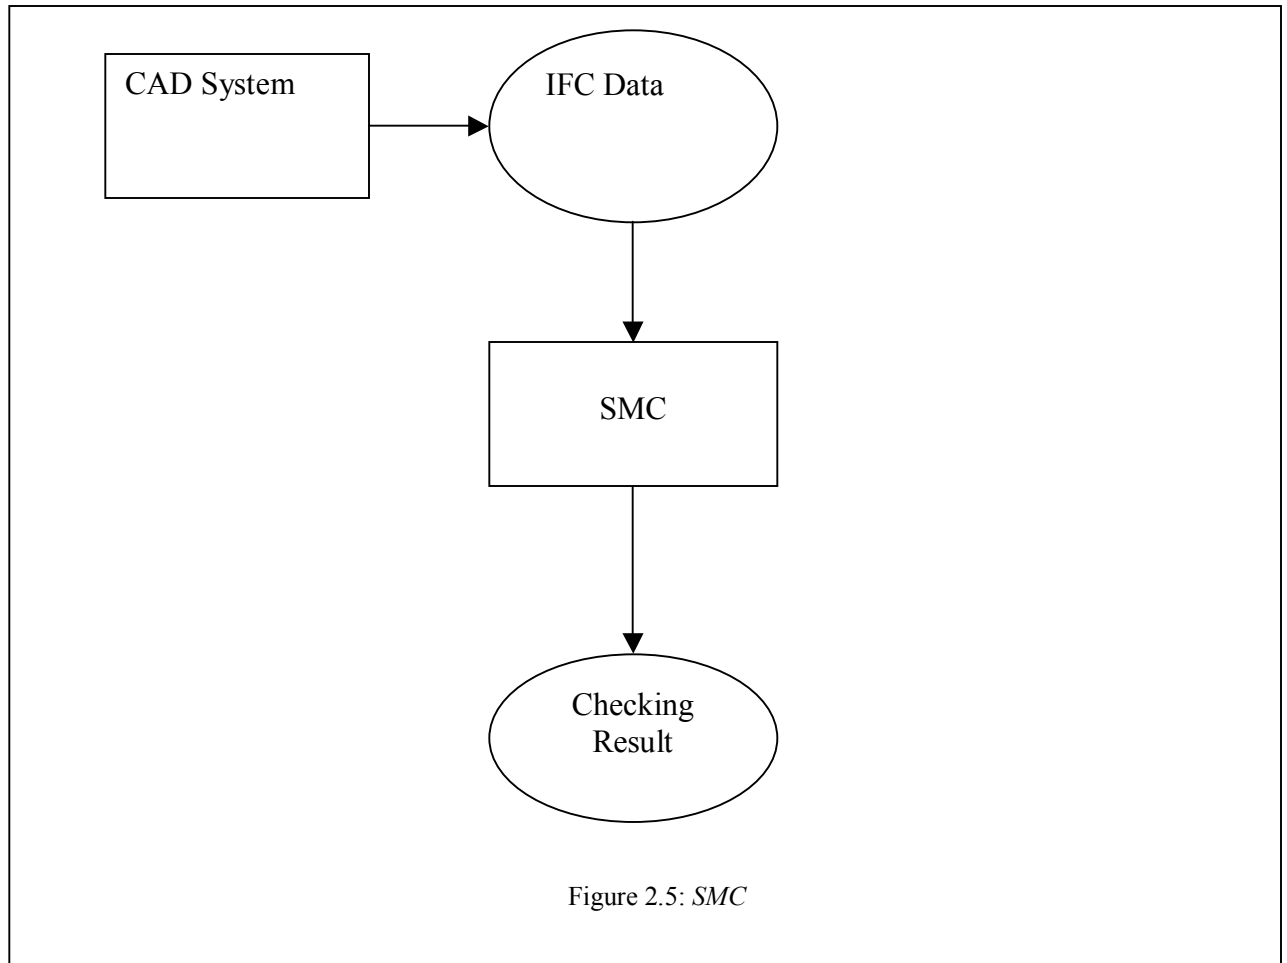 CAD System
IFC Data
SMC
Checking
Result
Figure 2.5: SMC